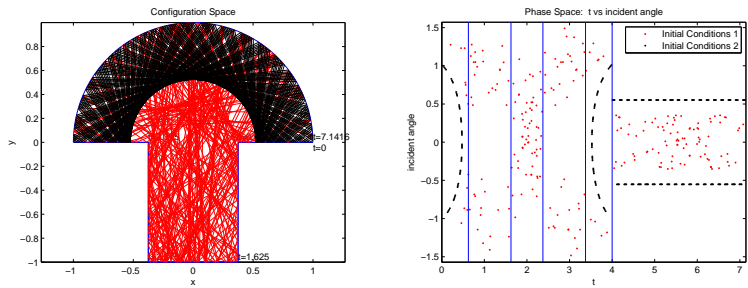 Configuration Space
0.8
0.6
0.4
0.2
0
-0.2
-0.4
-0.6
-0.8
-1
y
-1
-0.5
0
0.5
1
x
t=7.1416
t=0
t=1.625
Phase Space: t vs incident angle
1.5
1
0.5
0
-0.5
-1
-1.5
incident angle
0
1
2
3
4
5
6
7
t
Initial Conditions 1
Initial Conditions 2